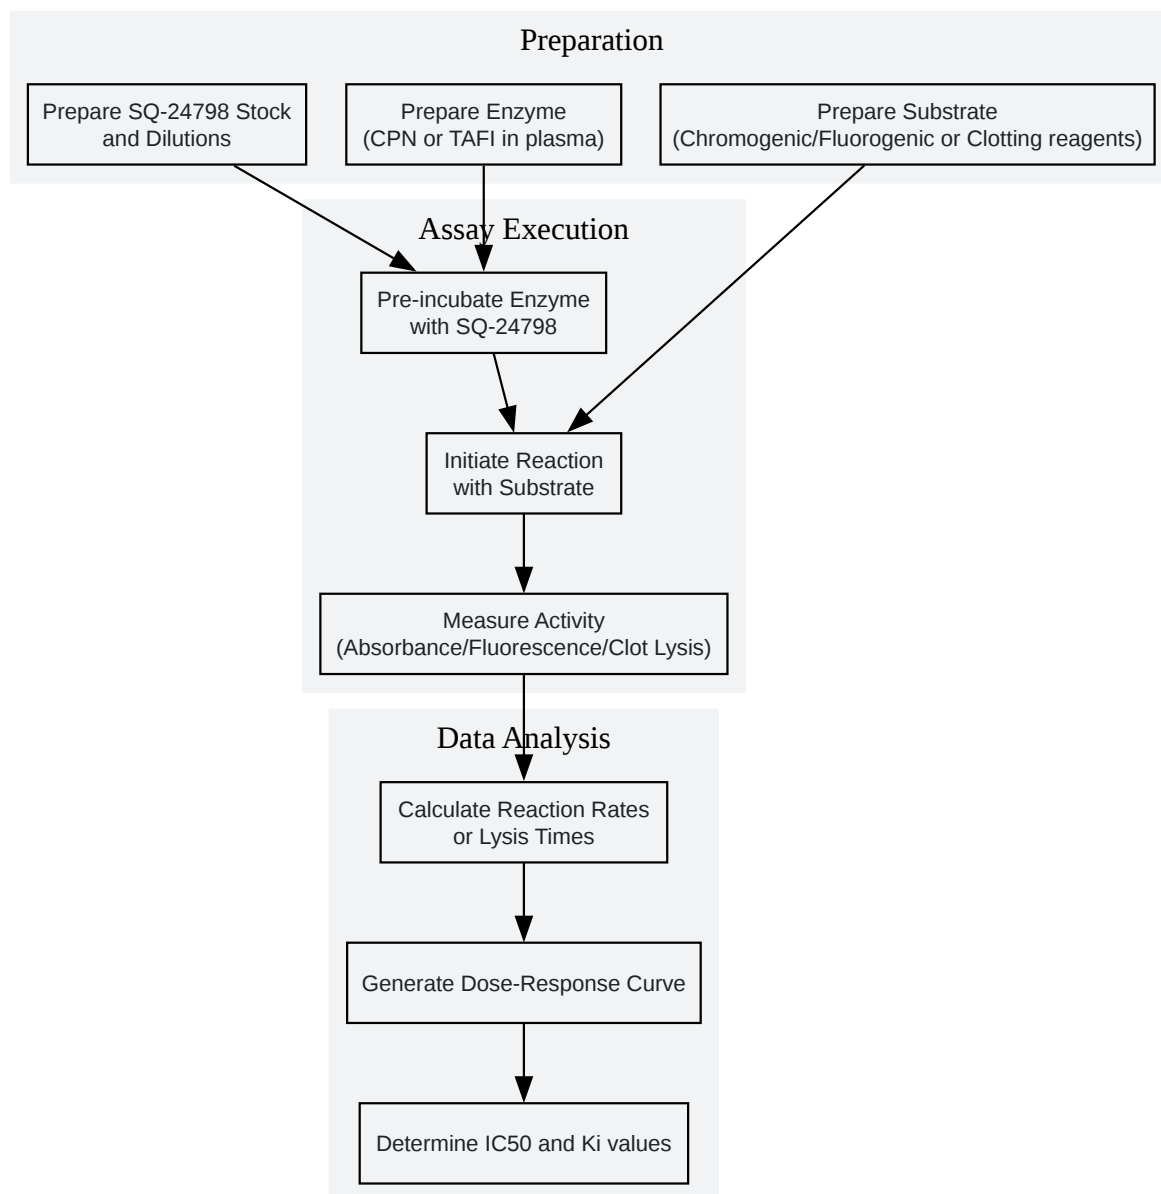 Preparation
Prepare SQ-24798 Stock
and Dilutions
Prepare Enzyme
(CPN or TAFI in plasma)
Prepare Substrate
(Chromogenic/Fluorogenic or Clotting reagents)
Assay Execution
Pre-incubate Enzyme
with SQ-24798
Initiate Reaction
with Substrate
Measure Activity
(Absorbance/Fluorescence/Clot Lysis)
Data Analysis
Calculate Reaction Rates
or Lysis Times
Generate Dose-Response Curve
Determine IC50 and Ki values